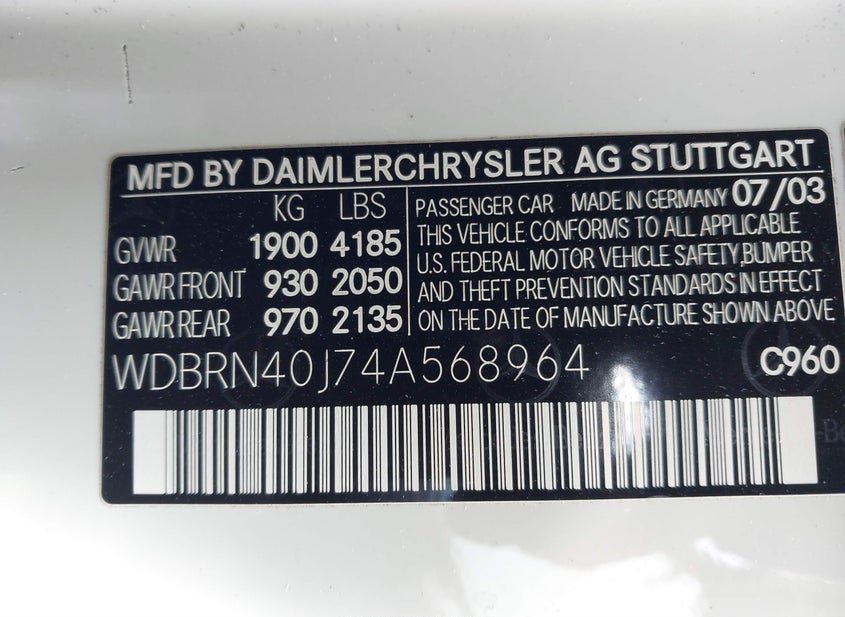 MFD BY DAIMLERCHRYSLER AG STUTTGART
KG LBS
GVWR 1900 4185
GAWR FRONT 930 2050
GAWR REAR 970 2135
PASSENGER CAR MADE IN GERMANY 07/03
THIS VEHICLE CONFORMS TO ALL APPLICABLE
U.S. FEDERAL MOTOR VEHICLE SAFETY,BUMPER
AND THEFT PREVENTION STANDARDS IN EFFECT
ON THE DATE OF MANUFACTURE SHOWN ABOVE
WDBRN40J74A568964 C960